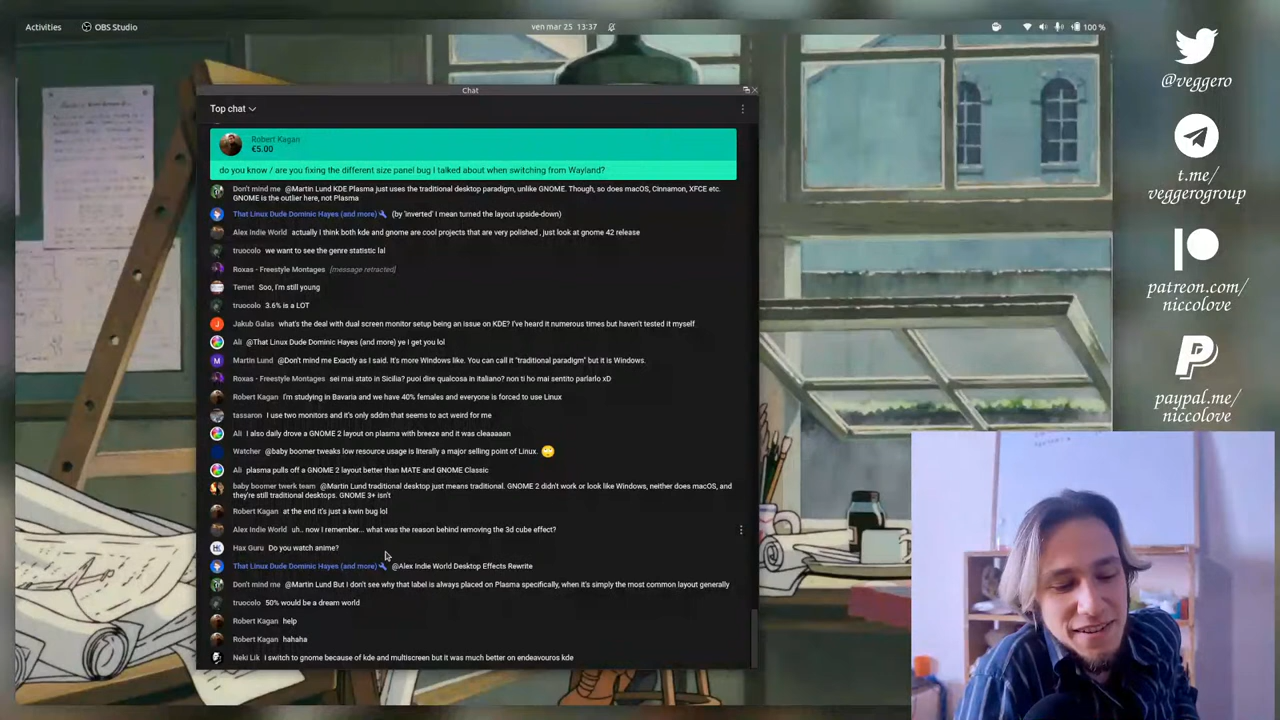 Activities
OBS Studio
ven mar 25 13:37
100 %
Chat
Top chat
Robert Kagan
€5.00
do you know / are you fixing the different size panel bug I talked about when switching from Wayland?
Don't mind me @Martin Lund KDE Plasma just uses the traditional desktop paradigm, unlike GNOME. Though, so does macOS, Cinnamon, XFCE etc.
GNOME is the outlier here, not Plasma
That Linux Dude Dominic Hayes (and more) (by 'inverted' I mean turned the layout upside-down)
Alex Indie World actually I think both kde and gnome are cool projects that are very polished , just look at gnome 42 release
truocolo we want to see the genre statistic lal
Roxas - Freestyle Montages [message retracted]
Temet Soo, I'm still young
truocolo 3.6% is a LOT
Jakub Galas what's the deal with dual screen monitor setup being an issue on KDE? I've heard it numerous times but haven't tested it myself
Ali @That Linux Dude Dominic Hayes (and more) ye I get you lol
Martin Lund @Don't mind me Exactly as I said. It's more Windows like. You can call it "traditional paradigm" but it is Windows.
Roxas - Freestyle Montages sei mai stato in Sicilia? puoi dire qualcosa in italiano? non ti ho mai sentito parlarlo xD
Robert Kagan I'm studying in Bavaria and we have 40% females and everyone is forced to use Linux
tassaron I use two monitors and it's only sddm that seems to act weird for me
Ali I also daily drove a GNOME 2 layout on plasma with breeze and it was cleaaaaan
Watcher @baby boomer tweaks low resource usage is literally a major selling point of Linux.
Ali plasma pulls off a GNOME 2 layout better than MATE and GNOME Classic
baby boomer twerk team @Martin Lund traditional desktop just means traditional. GNOME 2 didn't work or look like Windows, neither does macOS, and
they're still traditional desktops. GNOME 3+ isn't
Robert Kagan at the end it's just a kwin bug lol
Alex Indie World uh.. now I remember... what was the reason behind removing the 3d cube effect?
Hax Guru Do you watch anime?
That Linux Dude Dominic Hayes (and more) @Alex Indie World Desktop Effects Rewrite
Don't mind me @Martin Lund But I don't see why that label is always placed on Plasma specifically, when it's simply the most common layout generally
truocolo 50% would be a dream world
Robert Kagan help
Robert Kagan hahaha
Neki Lik i switch to gnome because of kde and multiscreen but it was much better on endeavouros kde
@veggero
t.me/
veggerogroup
patreon.com/
niccolove
paypal.me/
niccolove